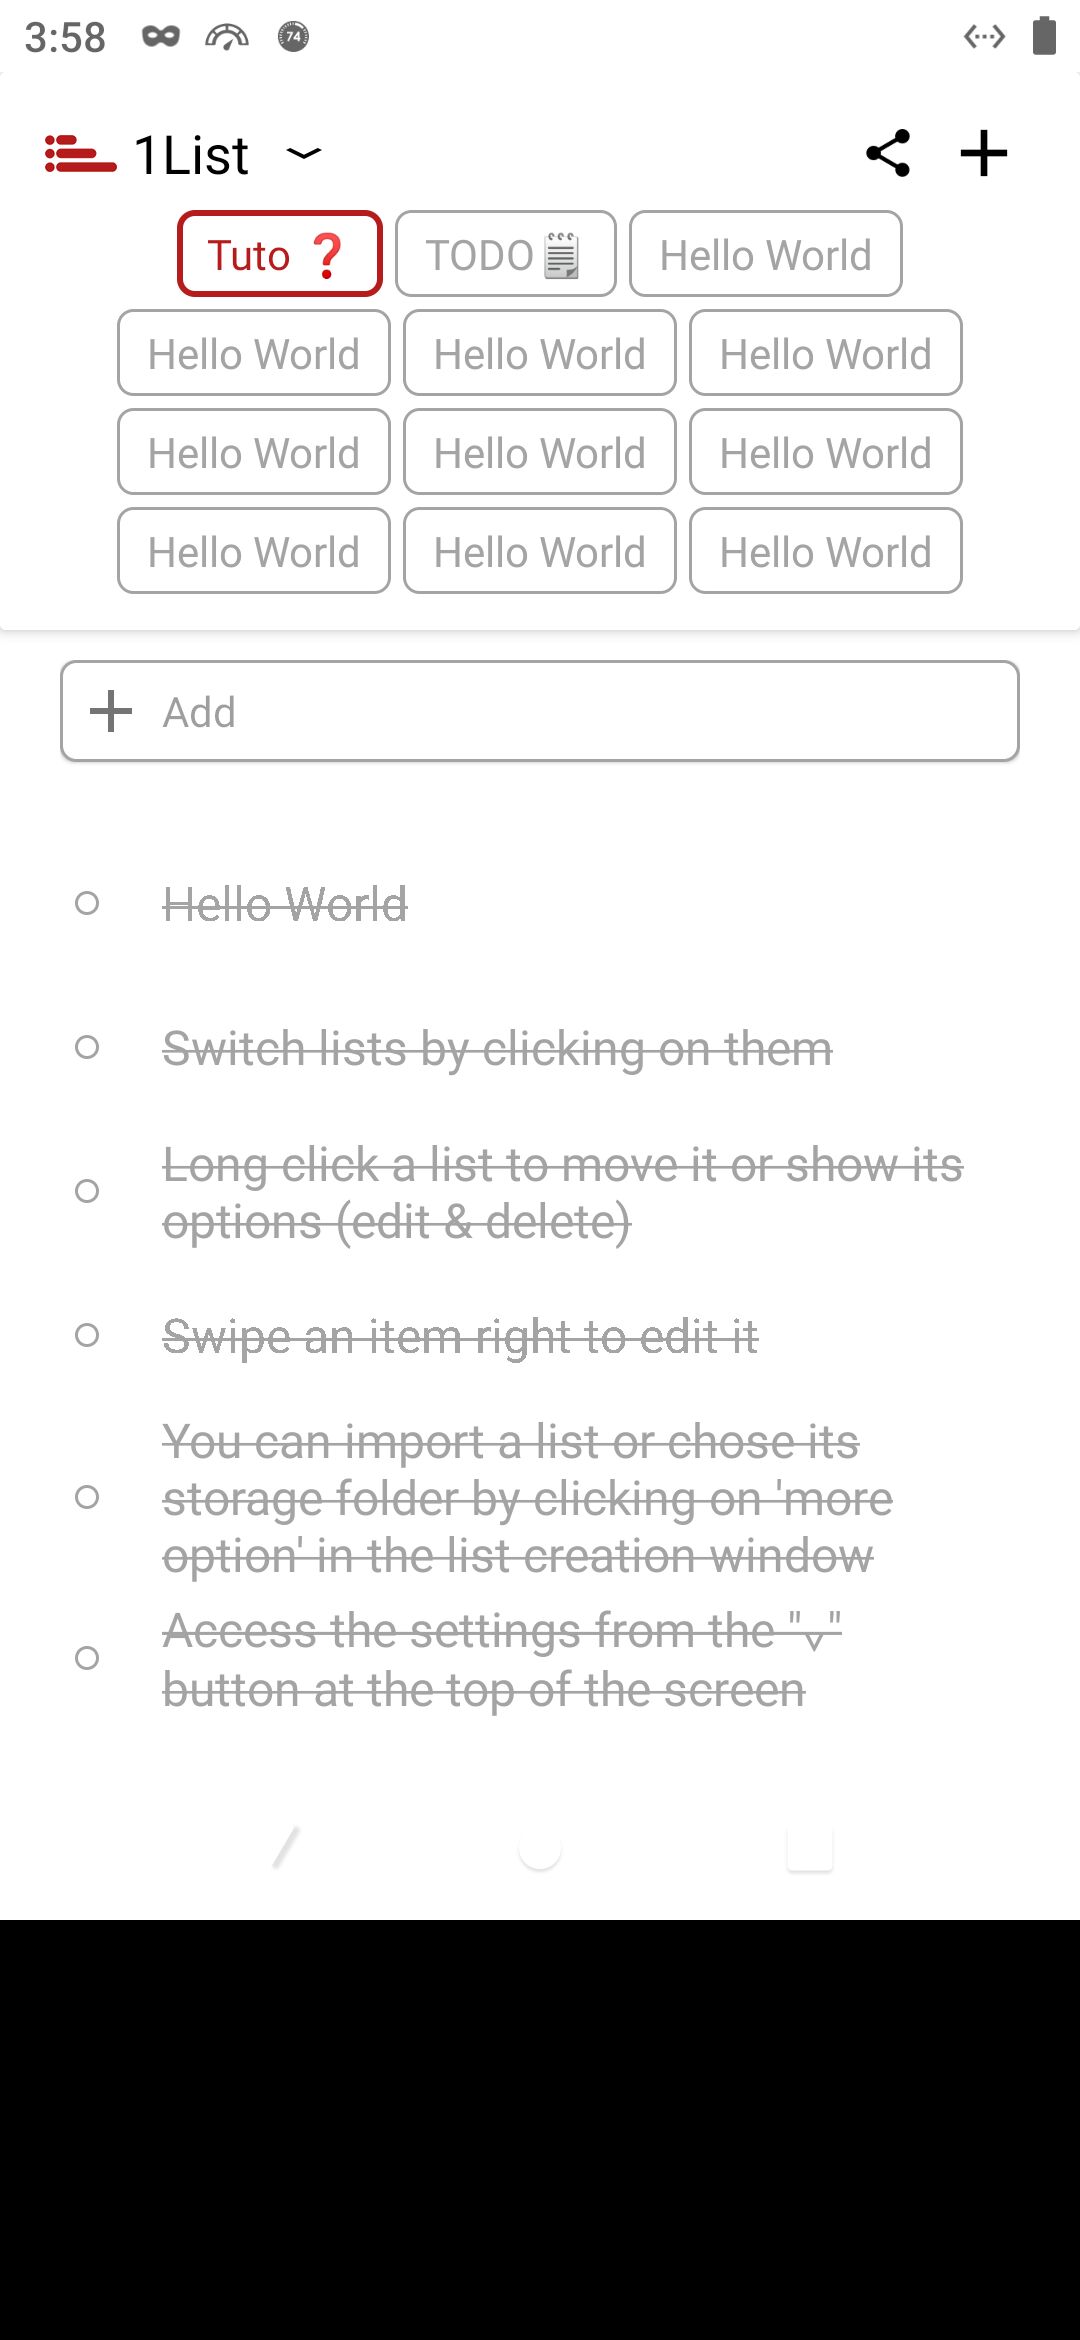 3:58
74
1List
Tuto ❓ TODO🗒 Hello World
Hello World Hello World Hello World
Hello World Hello World Hello World
Hello World Hello World Hello World
Add
Hello World
Switch lists by clicking on them
Long click a list to move it or show its
options (edit & delete)
Swipe an item right to edit it
You can import a list or chose its
storage folder by clicking on 'more
option' in the list creation window
Access the settings from the "⌄"
button at the top of the screen